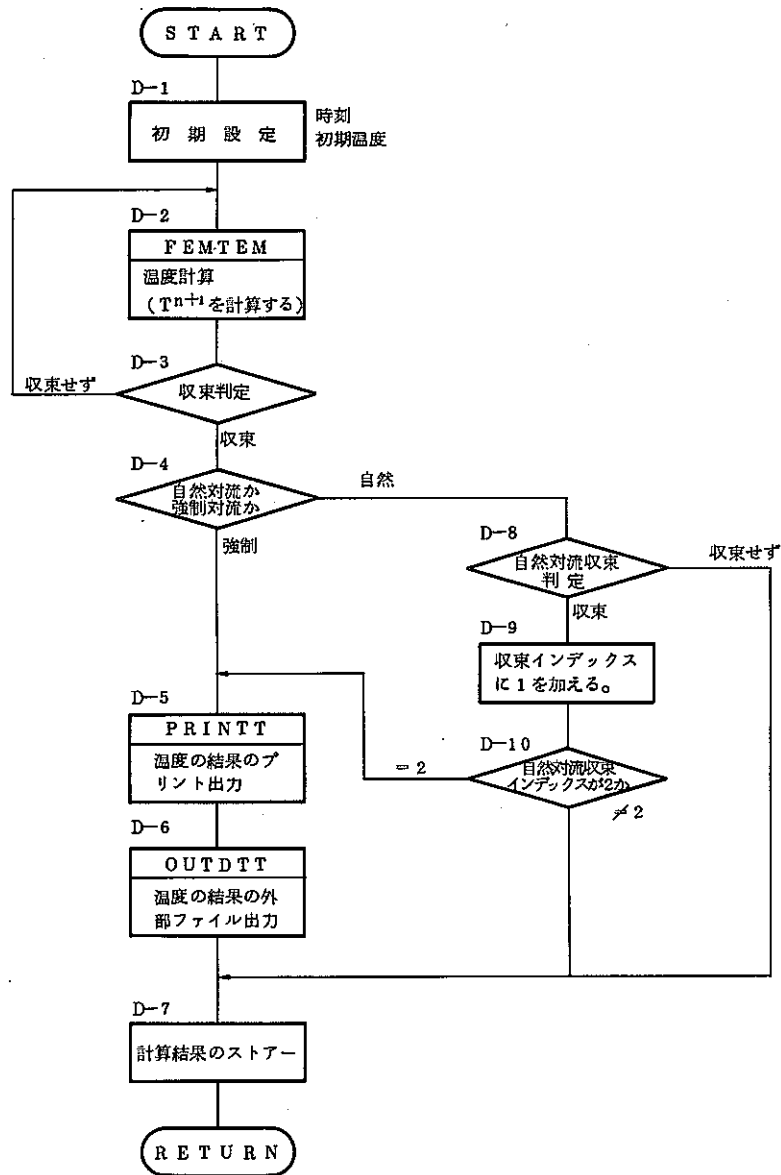 START
D-1
初期設定
時刻
初期温度
D-2
FEMTEM
温度計算
(Tⁿ⁺¹を計算する)
D-3
収束せず
収束判定
収束
D-4
自然対流か
強制対流か
自然
強制
D-8
自然対流収束
判定
収束せず
収束
D-9
収束インデックス
に1を加える。
D-10
自然対流収束
インデックスが2か
=2
≠2
D-5
PRINTT
温度の結果のプ
リント出力
D-6
OUTDTT
温度の結果の外
部ファイル出力
D-7
計算結果のストアー
RETURN